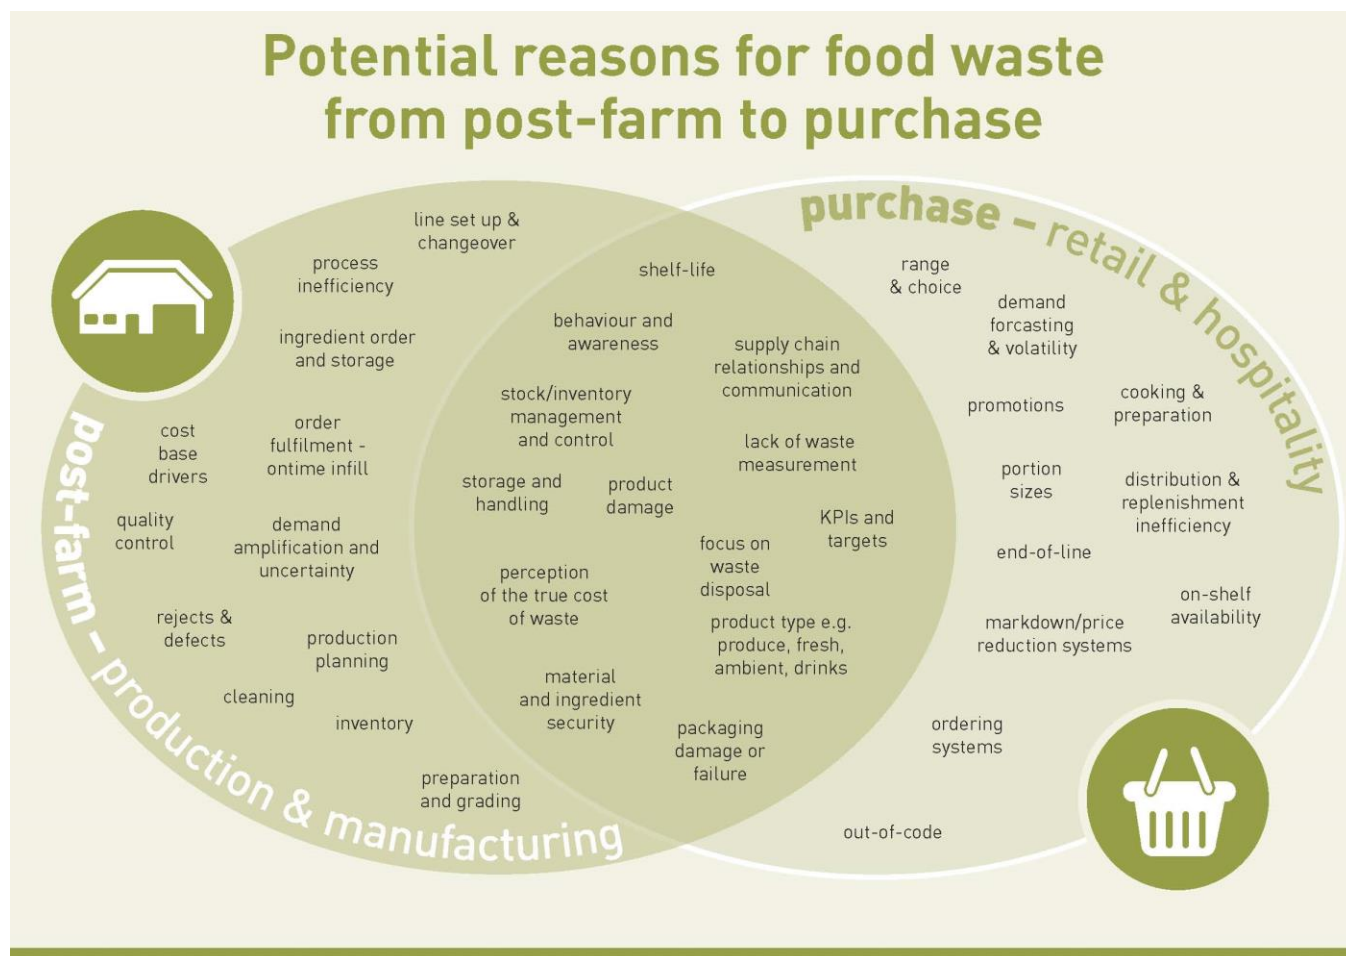 Potential reasons for food waste
from post-farm to purchase
post-farm – production & manufacturing
line set up &
changeover
process
inefficiency
ingredient order
and storage
cost
base
drivers
order
fulfilment -
ontime infill
quality
control
demand
amplification and
uncertainty
rejects &
defects
production
planning
cleaning
inventory
preparation
and grading
shelf-life
behaviour and
awareness
supply chain
relationships and
communication
stock/inventory
management
and control
lack of waste
measurement
storage and
handling
product
damage
KPIs and
targets
focus on
waste
disposal
perception
of the true cost
of waste
product type e.g.
produce, fresh,
ambient, drinks
material
and ingredient
security
packaging
damage or
failure
purchase – retail & hospitality
range
& choice
demand
forcasting
& volatility
promotions
cooking &
preparation
portion
sizes
distribution &
replenishment
inefficiency
end-of-line
on-shelf
availability
markdown/price
reduction systems
ordering
systems
out-of-code